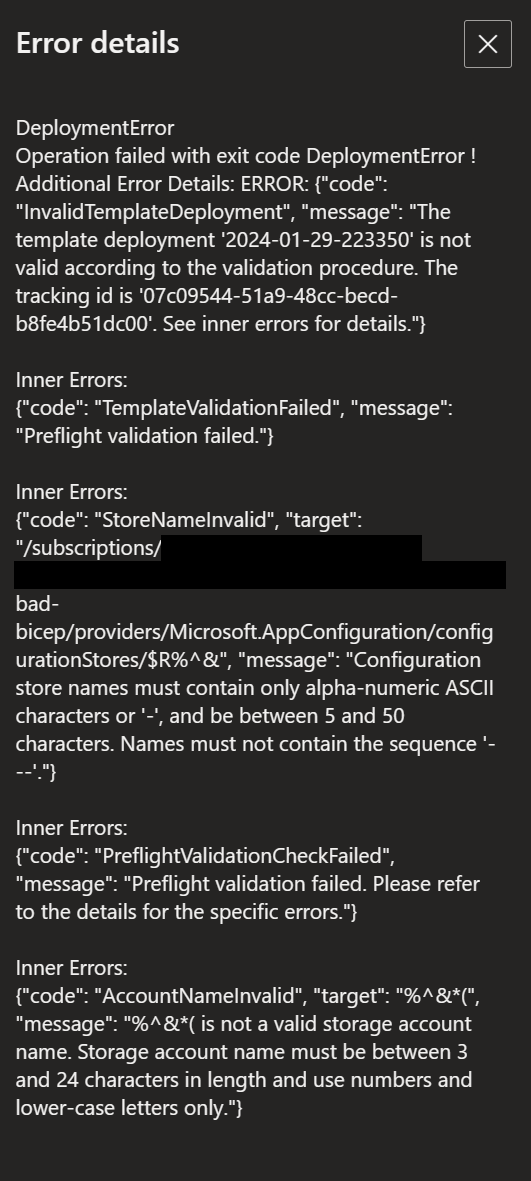 Error details
DeploymentError
Operation failed with exit code DeploymentError !
Additional Error Details: ERROR: {"code":
"InvalidTemplateDeployment", "message": "The
template deployment '2024-01-29-223350' is not
valid according to the validation procedure. The
tracking id is '07c09544-51a9-48cc-becd-
b8fe4b51dc00'. See inner errors for details."}
Inner Errors:
{"code": "TemplateValidationFailed", "message":
"Preflight validation failed."}
Inner Errors:
{"code": "StoreNameInvalid", "target":
"/subscriptions/
bad-
bicep/providers/Microsoft.AppConfiguration/config
urationStores/$R%^&", "message": "Configuration
store names must contain only alpha-numeric ASCII
characters or '-', and be between 5 and 50
characters. Names must not contain the sequence '-
--'."}
Inner Errors:
{"code": "PreflightValidationCheckFailed",
"message": "Preflight validation failed. Please refer
to the details for the specific errors."}
Inner Errors:
{"code": "AccountNameInvalid", "target": "%^&*(",
"message": "%^&*( is not a valid storage account
name. Storage account name must be between 3
and 24 characters in length and use numbers and
lower-case letters only."}